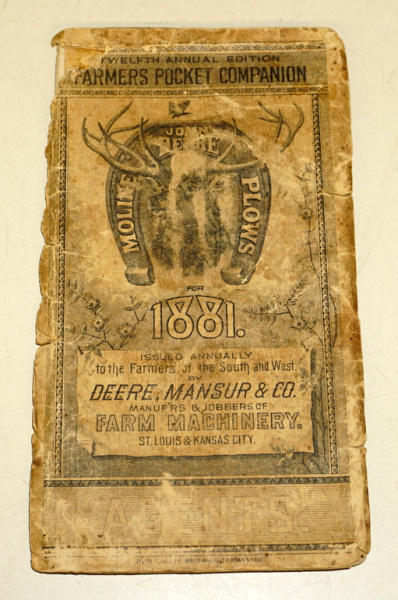 TWELFTH ANNUAL EDITION
FARMERS POCKET COMPANION
JOHN
DEERE
MOLINE
PLOWS
FOR
1881.
ISSUED ANNUALLY
to the Farmers of the South and West.
BY
DEERE, MANSUR & CO.
MANUF'RS & JOBBERS OF
FARM MACHINERY.
ST. LOUIS & KANSAS CITY.
AGENTS.